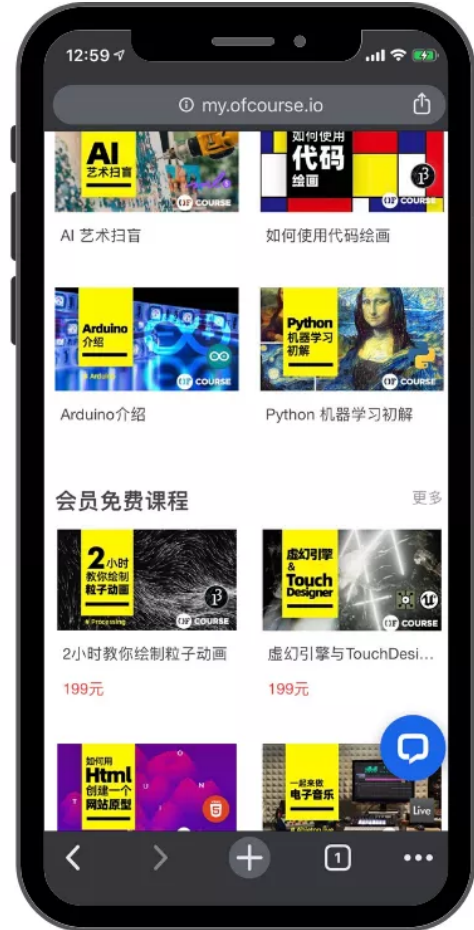 12:59
my.ofcourse.io
AI
艺术扫盲
OF COURSE
如何使用
代码
绘画
OF COURSE
AI 艺术扫盲
如何使用代码绘画
Arduino
介绍
# Arduino
OF COURSE
Python
机器学习
初解
OF COURSE
Arduino介绍
Python 机器学习初解
会员免费课程
更多
2小时
教你绘制
粒子动画
# Processing
OF COURSE
虚幻引擎
&
Touch
Designer
OF COURSE
2小时教你绘制粒子动画
虚幻引擎与TouchDesi...
199元
199元
如何用
Html
创建一个
网站原型
5
一起来做
电子音乐
Live
1